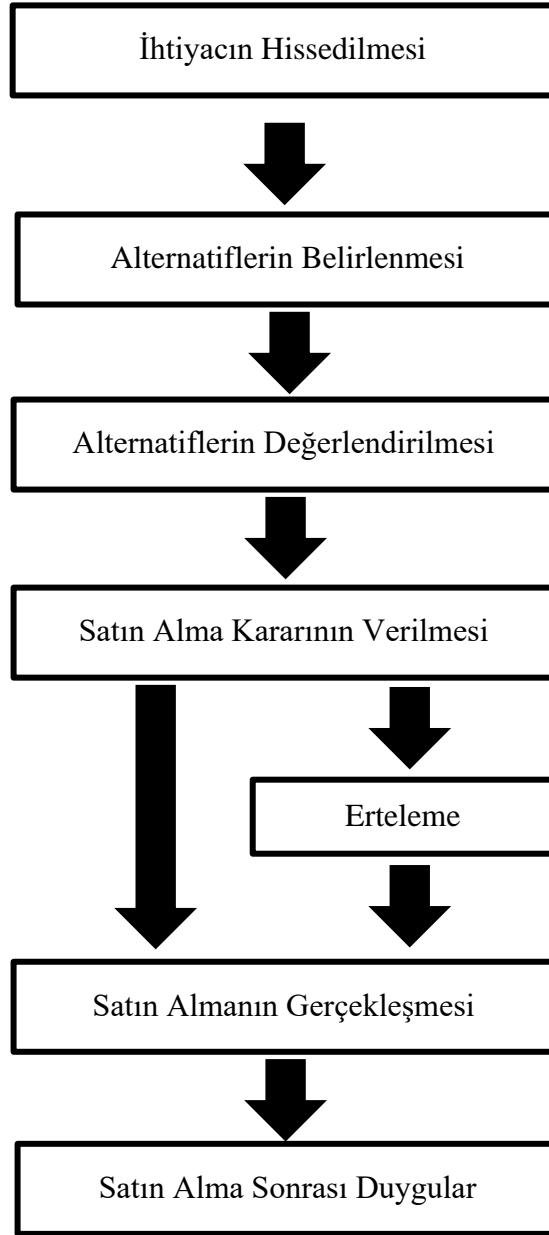 İhtiyacın Hissedilmesi
Alternatiflerin Belirlenmesi
Alternatiflerin Değerlendirilmesi
Satın Alma Kararının Verilmesi
Erteleme
Satın Almanın Gerçekleşmesi
Satın Alma Sonrası Duygular